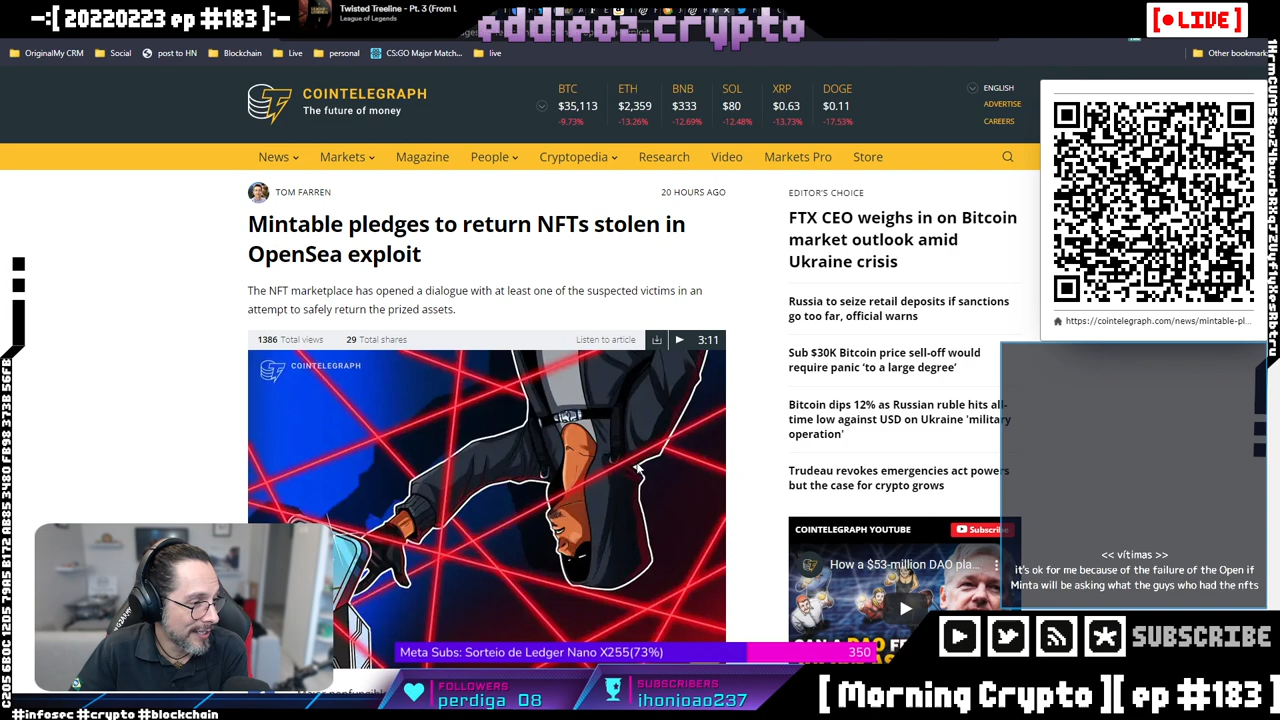 -:[ 20220223 ep #183 ]:-
Twisted Treeline - Pt. 3 (From L
League of Legends
eddieoz.crypto
[• LIVE ]
OriginalMy CRM
Social
post to HN
Blockchain
Live
personal
CS:GO Major Match...
live
Other bookmark
COINTELEGRAPH
The future of money
BTC ETH BNB SOL XRP DOGE
$35,113 $2,359 $333 $80 $0.63 $0.11
-9.73% -13.26% -12.69% -12.48% -13.73% -17.53%
ENGLISH
ADVERTISE
CAREERS
News Markets Magazine People Cryptopedia Research Video Markets Pro Store
TOM FARREN
20 HOURS AGO
Mintable pledges to return NFTs stolen in
OpenSea exploit
The NFT marketplace has opened a dialogue with at least one of the suspected victims in an
attempt to safely return the prized assets.
1386 Total views 29 Total shares
Listen to article
3:11
COINTELEGRAPH
EDITOR'S CHOICE
FTX CEO weighs in on Bitcoin
market outlook amid
Ukraine crisis
Russia to seize retail deposits if sanctions
go too far, official warns
Sub $30K Bitcoin price sell-off would
require panic ‘to a large degree’
Bitcoin dips 12% as Russian ruble hits all-
time low against USD on Ukraine 'military
operation'
Trudeau revokes emergencies act powers
but the case for crypto grows
COINTELEGRAPH YOUTUBE
Subscribe
How a $53-million DAO pla...
https://cointelegraph.com/news/mintable-pl...
<< vítimas >>
it's ok for me because of the failure of the Open if
Minta will be asking what the guys who had the nfts
Meta Subs: Sorteio de Ledger Nano X255(73%)
350
FOLLOWERS
perdiga_08
SUBSCRIBERS
ihonjoao237
SUBSCRIBE
[ Morning Crypto ][ ep #183 ]
#infosec #crypto #blockchain